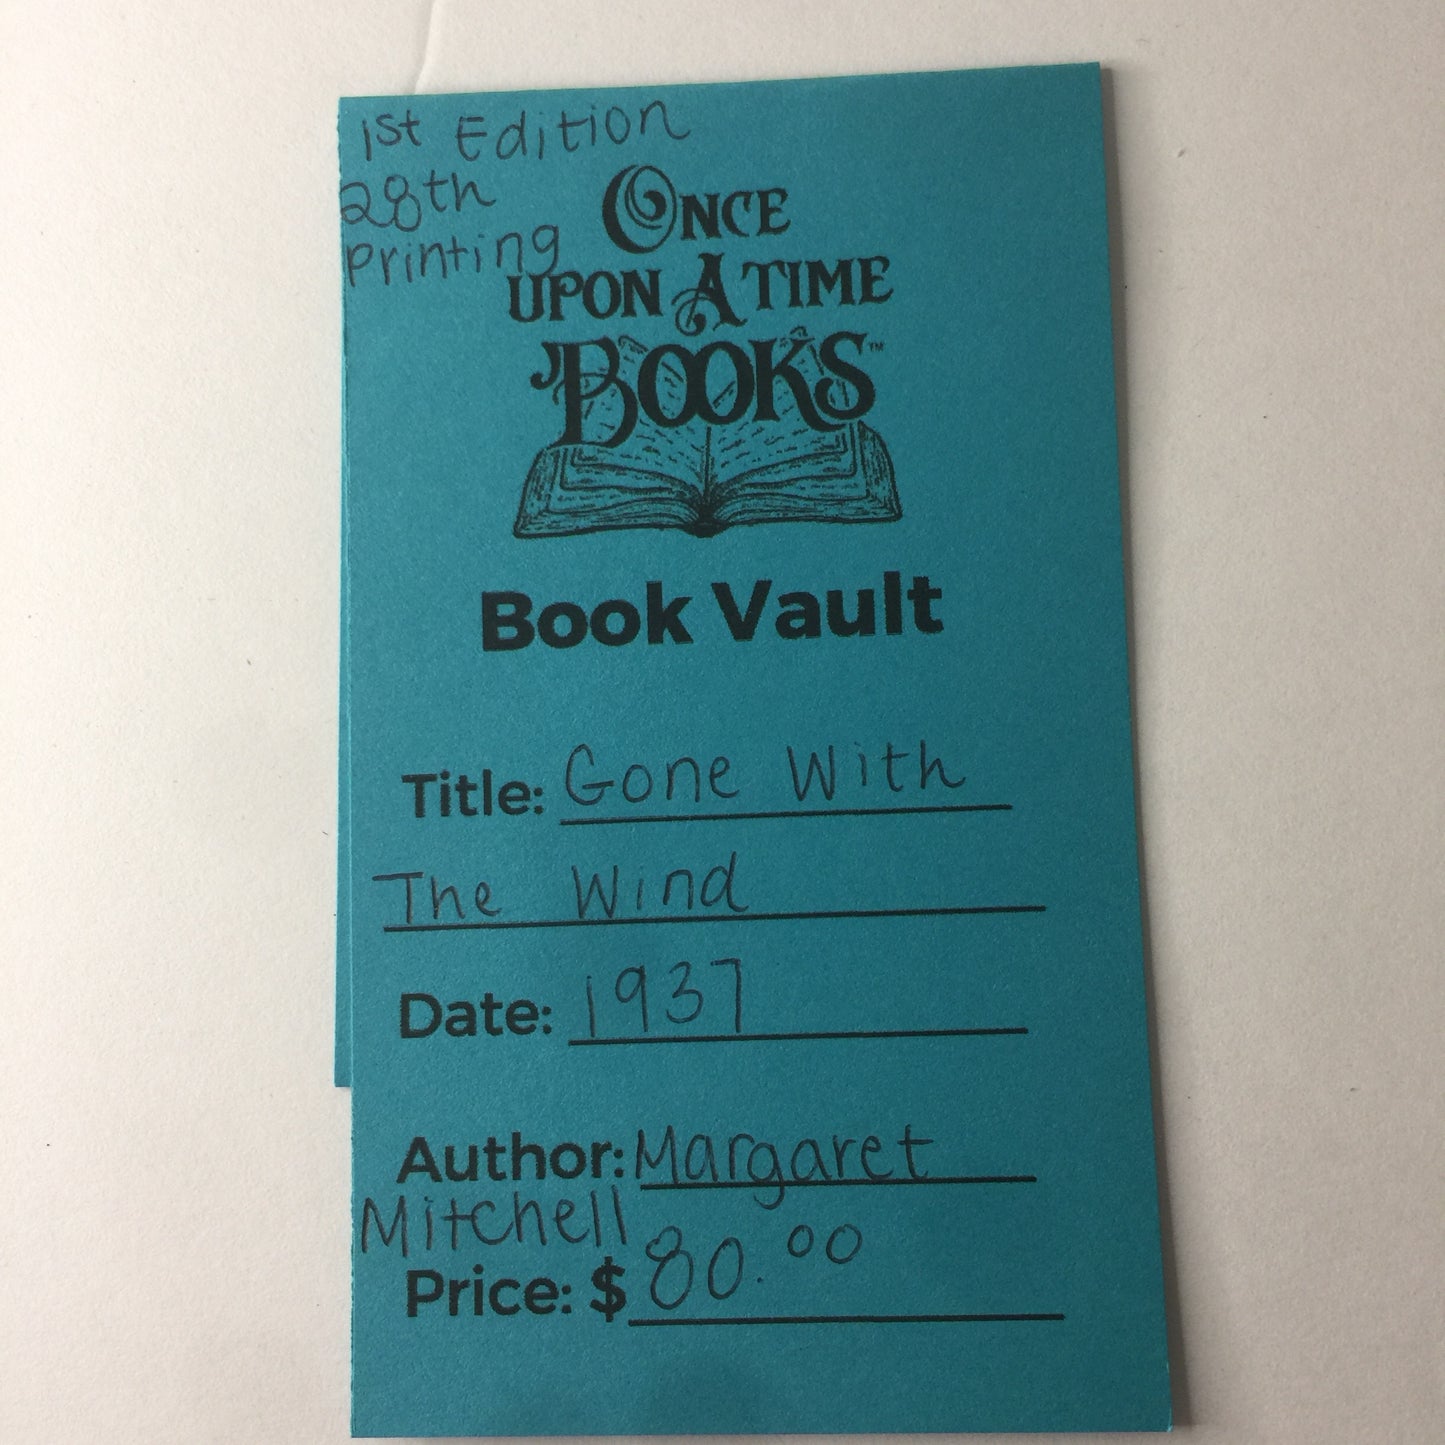 1st Edition
28th
Printing
ONCE
UPON A TIME
BOOKS™
Book Vault
Title: Gone With
The Wind
Date: 1937
Author: Margaret
Mitchell
Price: $ 80.00